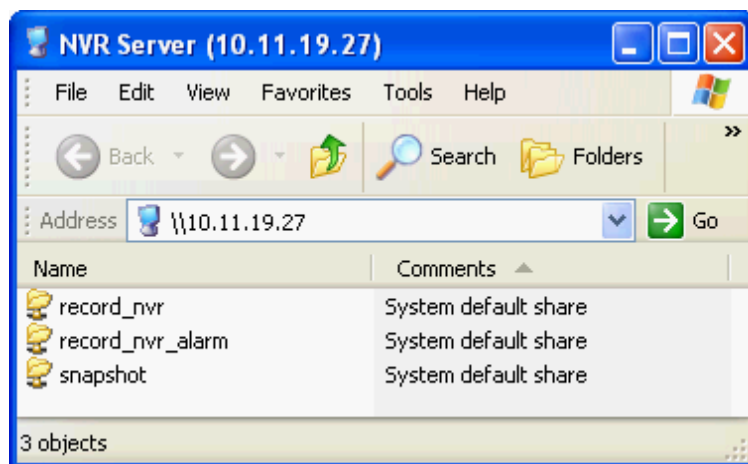 NVR Server (10.11.19.27)
File Edit View Favorites Tools Help
Back Search Folders »
Address \\10.11.19.27 Go
Name Comments
record_nvr System default share
record_nvr_alarm System default share
snapshot System default share
3 objects